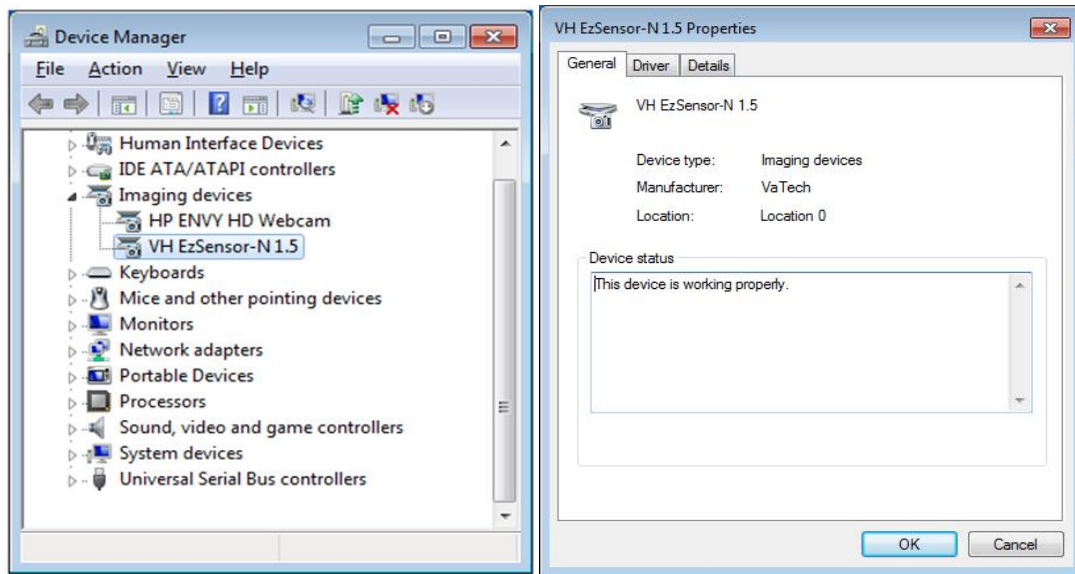 Device Manager
File Action View Help
Human Interface Devices
IDE ATA/ATAPI controllers
Imaging devices
HP ENVY HD Webcam
VH EzSensor-N 1.5
Keyboards
Mice and other pointing devices
Monitors
Network adapters
Portable Devices
Processors
Sound, video and game controllers
System devices
Universal Serial Bus controllers
VH EzSensor-N 1.5 Properties
General Driver Details
VH EzSensor-N 1.5
Device type: Imaging devices
Manufacturer: VaTech
Location: Location 0
Device status
This device is working properly.
OK Cancel